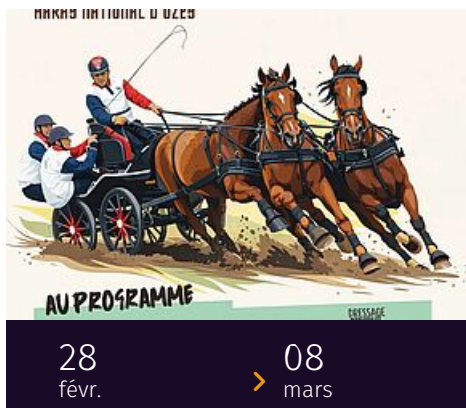 HARAS NATIONAL D'UZES
AU PROGRAMME
DRESSAGE
28
févr.
08
mars